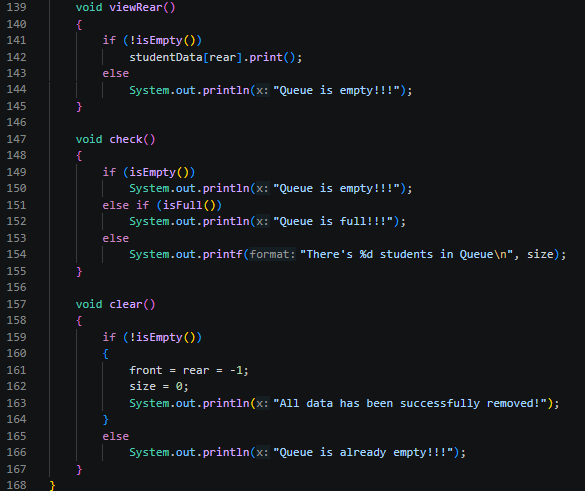 139 void viewRear()
140 {
141 if (!isEmpty())
142 studentData[rear].print();
143 else
144 System.out.println(x: "Queue is empty!!!");
145 }
146
147 void check()
148 {
149 if (isEmpty())
150 System.out.println(x: "Queue is empty!!!");
151 else if (isFull())
152 System.out.println(x: "Queue is full!!!");
153 else
154 System.out.printf(format: "There's %d students in Queue\n", size);
155 }
156
157 void clear()
158 {
159 if (!isEmpty())
160 {
161 front = rear = -1;
162 size = 0;
163 System.out.println(x: "All data has been successfully removed!");
164 }
165 else
166 System.out.println(x: "Queue is already empty!!!");
167 }
168 }